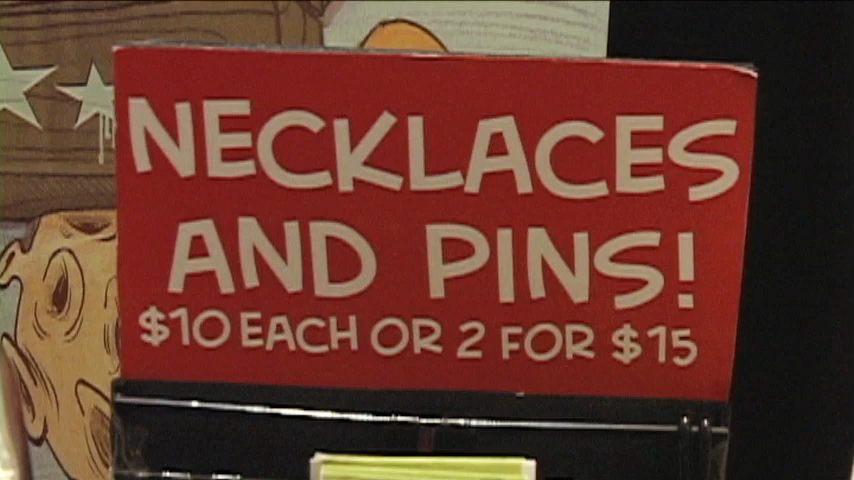 NECKLACES
AND PINS!
$10 EACH OR 2 FOR $15